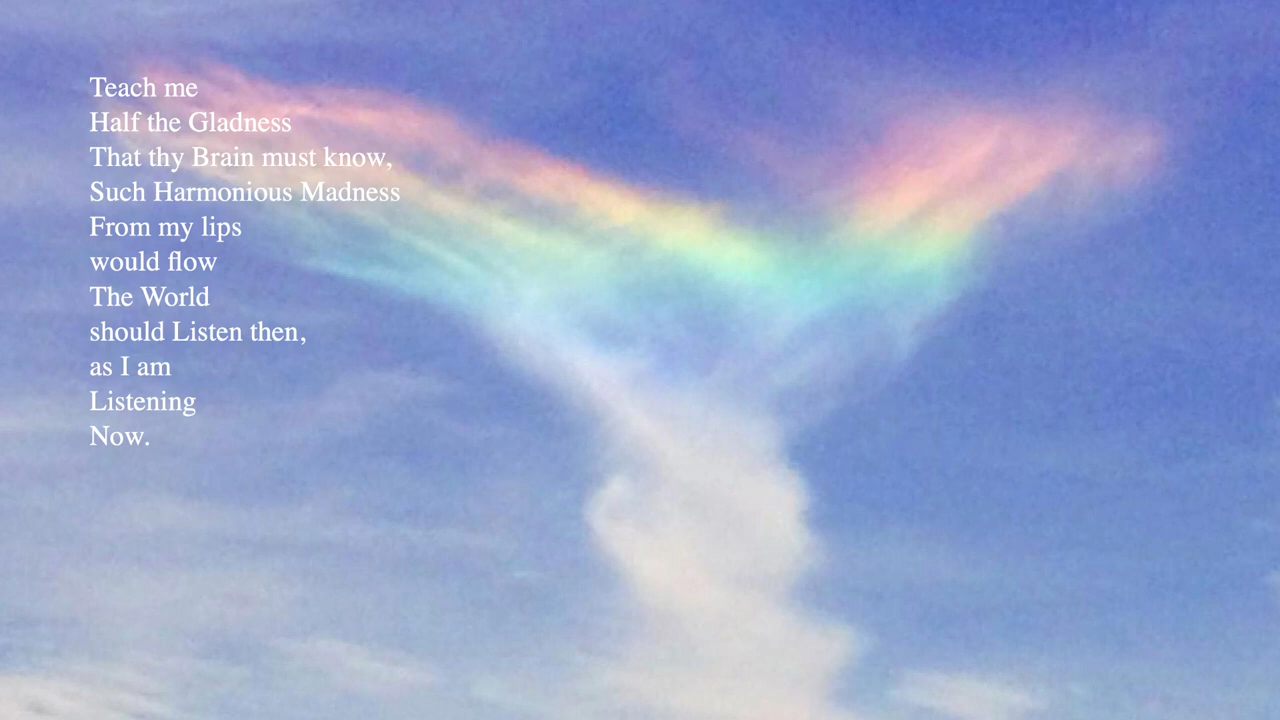 Teach me
Half the Gladness
That thy Brain must know,
Such Harmonious Madness
From my lips
would flow
The World
should Listen then,
as I am
Listening
Now.